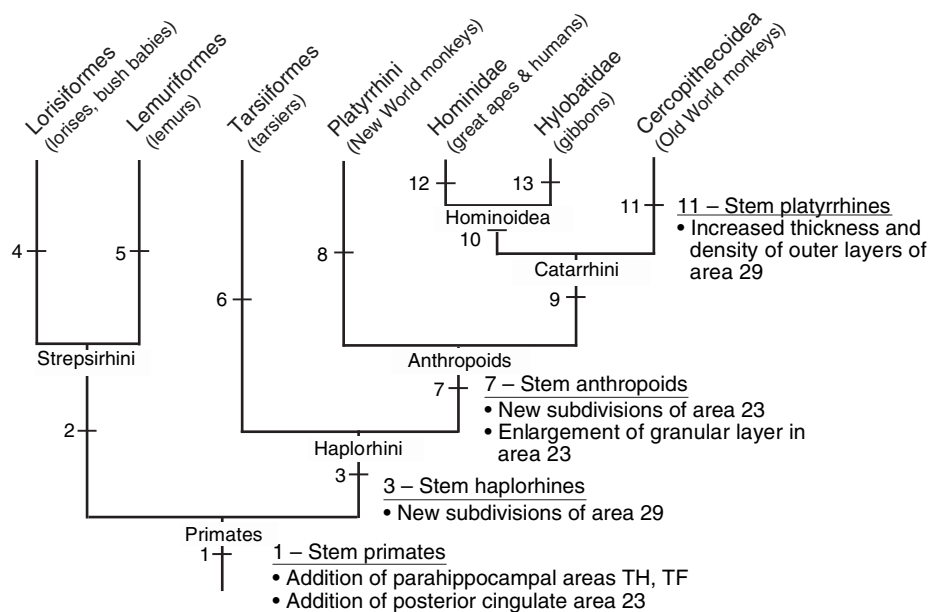 Lorisiformes
(lorises, bush babies)
Lemuriformes
(lemurs)
Tarsiiformes
(tarsiers)
Platyrrhini
(New World monkeys)
Hominidae
(great apes & humans)
Hylobatidae
(gibbons)
Cercopithecoidea
(Old World monkeys)
12
13
11
11 – Stem platyrrhines
• Increased thickness and
density of outer layers of
area 29
Hominoidea
10
4
5
8
Catarrhini
6
9
Strepsirhini
Anthropoids
7
7 – Stem anthropoids
• New subdivisions of area 23
• Enlargement of granular layer in
area 23
2
Haplorhini
3
3 – Stem haplorhines
• New subdivisions of area 29
Primates
1
1 – Stem primates
• Addition of parahippocampal areas TH, TF
• Addition of posterior cingulate area 23